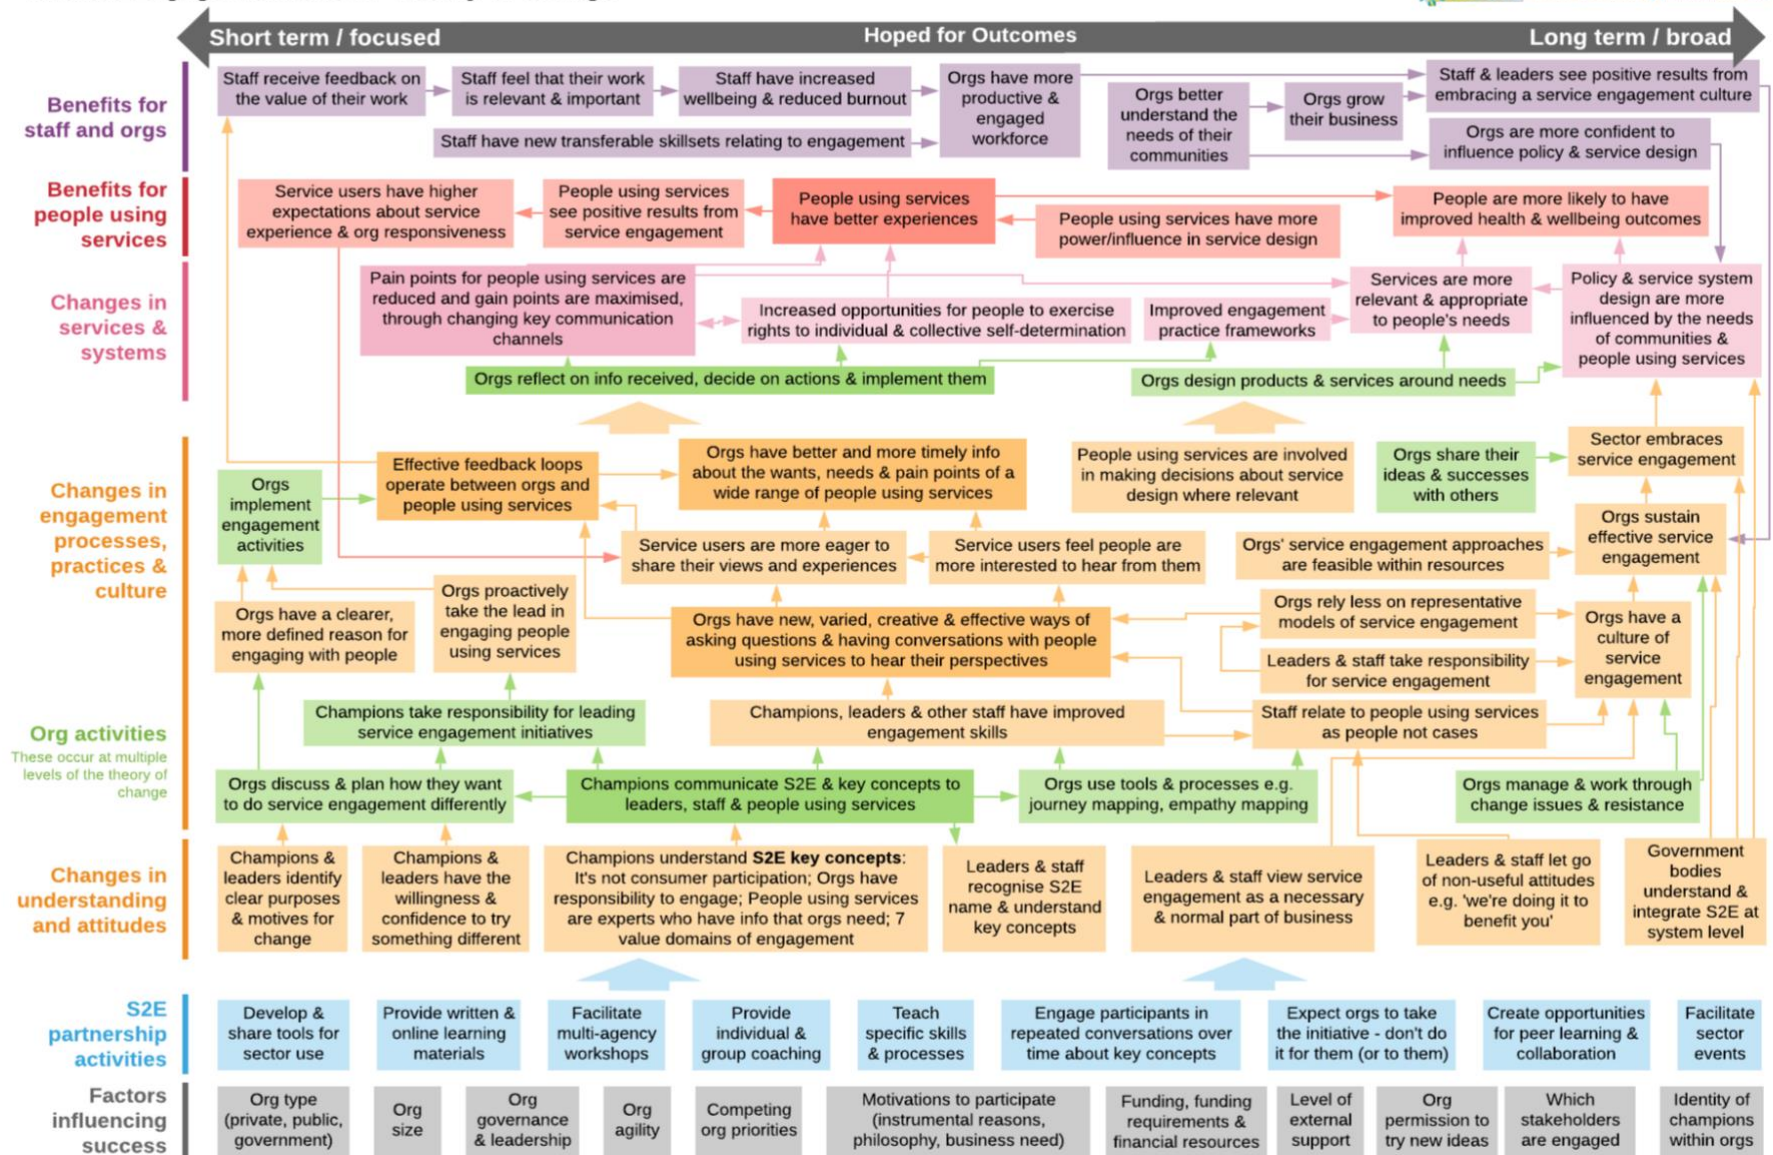 Short term / focused
Hoped for Outcomes
Long term / broad
Benefits for
staff and orgs
Staff receive feedback on
the value of their work
Staff feel that their work
is relevant & important
Staff have increased
wellbeing & reduced burnout
Orgs have more
productive &
engaged
workforce
Staff have new transferable skillsets relating to engagement
Orgs better
understand the
needs of their
communities
Orgs grow
their business
Staff & leaders see positive results from
embracing a service engagement culture
Orgs are more confident to
influence policy & service design
Benefits for
people using
services
Service users have higher
expectations about service
experience & org responsiveness
People using services
see positive results from
service engagement
People using services
have better experiences
People using services have more
power/influence in service design
People are more likely to have
improved health & wellbeing outcomes
Changes in
services &
systems
Pain points for people using services are
reduced and gain points are maximised,
through changing key communication
channels
Increased opportunities for people to exercise
rights to individual & collective self-determination
Improved engagement
practice frameworks
Services are more
relevant & appropriate
to people's needs
Policy & service system
design are more
influenced by the needs
of communities &
people using services
Orgs reflect on info received, decide on actions & implement them
Orgs design products & services around needs
Changes in
engagement
processes,
practices &
culture
Orgs
implement
engagement
activities
Effective feedback loops
operate between orgs and
people using services
Orgs have better and more timely info
about the wants, needs & pain points of a
wide range of people using services
People using services are involved
in making decisions about service
design where relevant
Orgs share their
ideas & successes
with others
Sector embraces
service engagement
Service users are more eager to
share their views and experiences
Service users feel people are
more interested to hear from them
Orgs' service engagement approaches
are feasible within resources
Orgs sustain
effective service
engagement
Orgs have a clearer,
more defined reason for
engaging with people
Orgs proactively
take the lead in
engaging people
using services
Orgs have new, varied, creative & effective ways of
asking questions & having conversations with people
using services to hear their perspectives
Orgs rely less on representative
models of service engagement
Leaders & staff take responsibility
for service engagement
Orgs have a
culture of
service
engagement
Org activities
These occur at multiple
levels of the theory of
change
Champions take responsibility for leading
service engagement initiatives
Champions, leaders & other staff have improved
engagement skills
Staff relate to people using services
as people not cases
Orgs discuss & plan how they want
to do service engagement differently
Champions communicate S2E & key concepts to
leaders, staff & people using services
Orgs use tools & processes e.g.
journey mapping, empathy mapping
Orgs manage & work through
change issues & resistance
Changes in
understanding
and attitudes
Champions &
leaders identify
clear purposes
& motives for
change
Champions &
leaders have the
willingness &
confidence to try
something different
Champions understand S2E key concepts:
It's not consumer participation; Orgs have
responsibility to engage; People using services
are experts who have info that orgs need; 7
value domains of engagement
Leaders & staff
recognise S2E
name & understand
key concepts
Leaders & staff view service
engagement as a necessary
& normal part of business
Leaders & staff let go
of non-useful attitudes
e.g. 'we're doing it to
benefit you'
Government
bodies
understand &
integrate S2E at
system level
S2E
partnership
activities
Develop &
share tools for
sector use
Provide written &
online learning
materials
Facilitate
multi-agency
workshops
Provide
individual &
group coaching
Teach
specific skills
& processes
Engage participants in
repeated conversations over
time about key concepts
Expect orgs to take
the initiative - don't do
it for them (or to them)
Create opportunities
for peer learning &
collaboration
Facilitate
sector
events
Factors
influencing
success
Org type
(private, public,
government)
Org
size
Org
governance
& leadership
Org
agility
Competing
org priorities
Motivations to participate
(instrumental reasons,
philosophy, business need)
Funding, funding
requirements &
financial resources
Level of
external
support
Org
permission to
try new ideas
Which
stakeholders
are engaged
Identity of
champions
within orgs